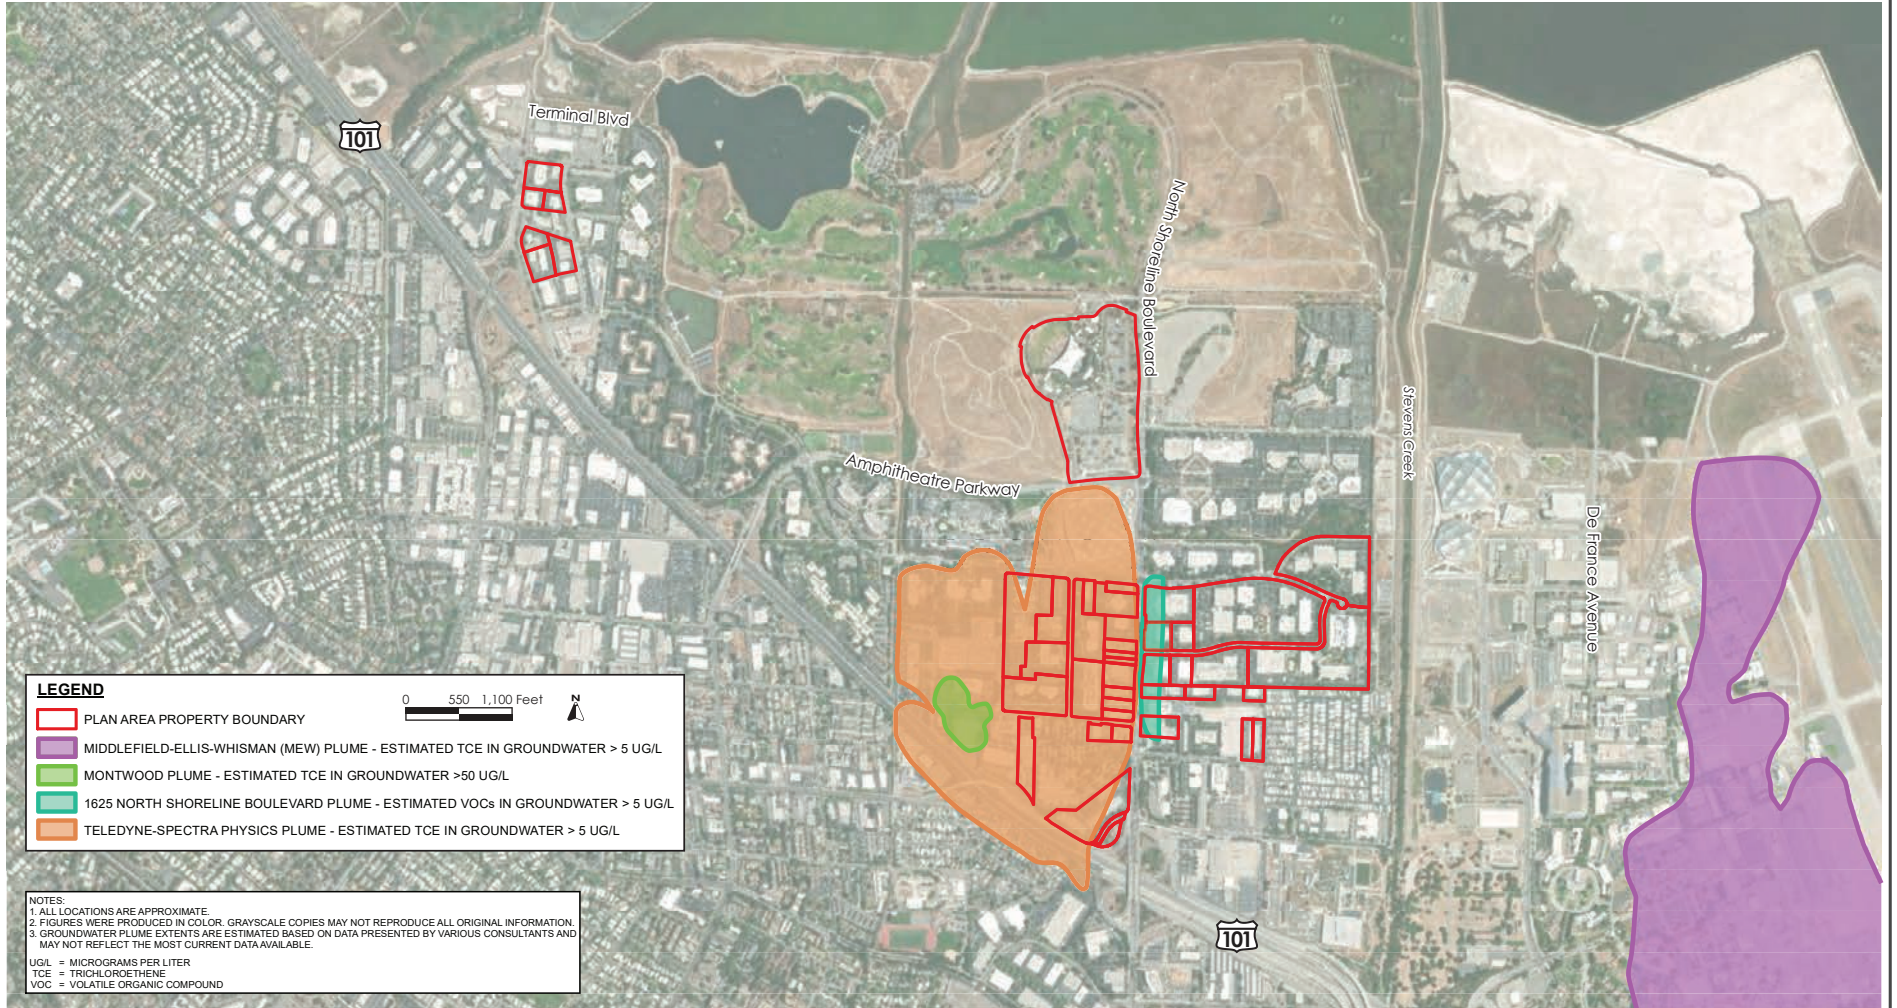 Terminal Blvd
101
North Shoreline Boulevard
Stevens Creek
Amphitheatre Parkway
De France Avenue
LEGEND
0 550 1,100 Feet
N
PLAN AREA PROPERTY BOUNDARY
MIDDLEFIELD-ELLIS-WHISMAN (MEW) PLUME - ESTIMATED TCE IN GROUNDWATER > 5 UG/L
MONTWOOD PLUME - ESTIMATED TCE IN GROUNDWATER >50 UG/L
1625 NORTH SHORELINE BOULEVARD PLUME - ESTIMATED VOCs IN GROUNDWATER > 5 UG/L
TELEDYNE-SPECTRA PHYSICS PLUME - ESTIMATED TCE IN GROUNDWATER > 5 UG/L
NOTES:
1. ALL LOCATIONS ARE APPROXIMATE.
2. FIGURES WERE PRODUCED IN COLOR. GRAYSCALE COPIES MAY NOT REPRODUCE ALL ORIGINAL INFORMATION.
3. GROUNDWATER PLUME EXTENTS ARE ESTIMATED BASED ON DATA PRESENTED BY VARIOUS CONSULTANTS AND
MAY NOT REFLECT THE MOST CURRENT DATA AVAILABLE.
UG/L = MICROGRAMS PER LITER
TCE = TRICHLOROETHENE
VOC = VOLATILE ORGANIC COMPOUND
101